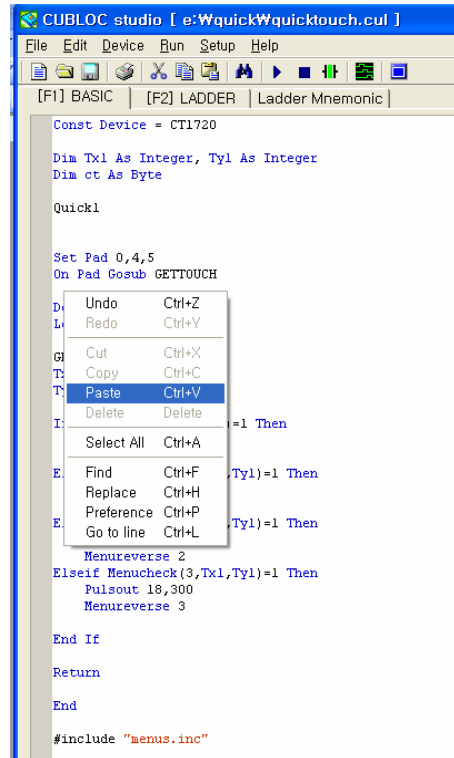 CUBLOC studio [ e:₩quick₩quicktouch.cul ]
File Edit Device Run Setup Help
[F1] BASIC [F2] LADDER Ladder Mnemonic
Const Device = CT1720
Dim Tx1 As Integer, Ty1 As Integer
Dim ct As Byte
Quick1
Set Pad 0,4,5
On Pad Gosub GETTOUCH
Undo Ctrl+Z
Redo Ctrl+Y
Cut Ctrl+X
Copy Ctrl+C
Paste Ctrl+V
Delete Delete
=1 Then
Select All Ctrl+A
Find Ctrl+F
,Ty1)=1 Then
Replace Ctrl+H
Preference Ctrl+P
Go to line Ctrl+L
,Ty1)=1 Then
Menureverse 2
Elseif Menucheck(3,Tx1,Ty1)=1 Then
Pulsout 18,300
Menureverse 3
End If
Return
End
#include "menus.inc"